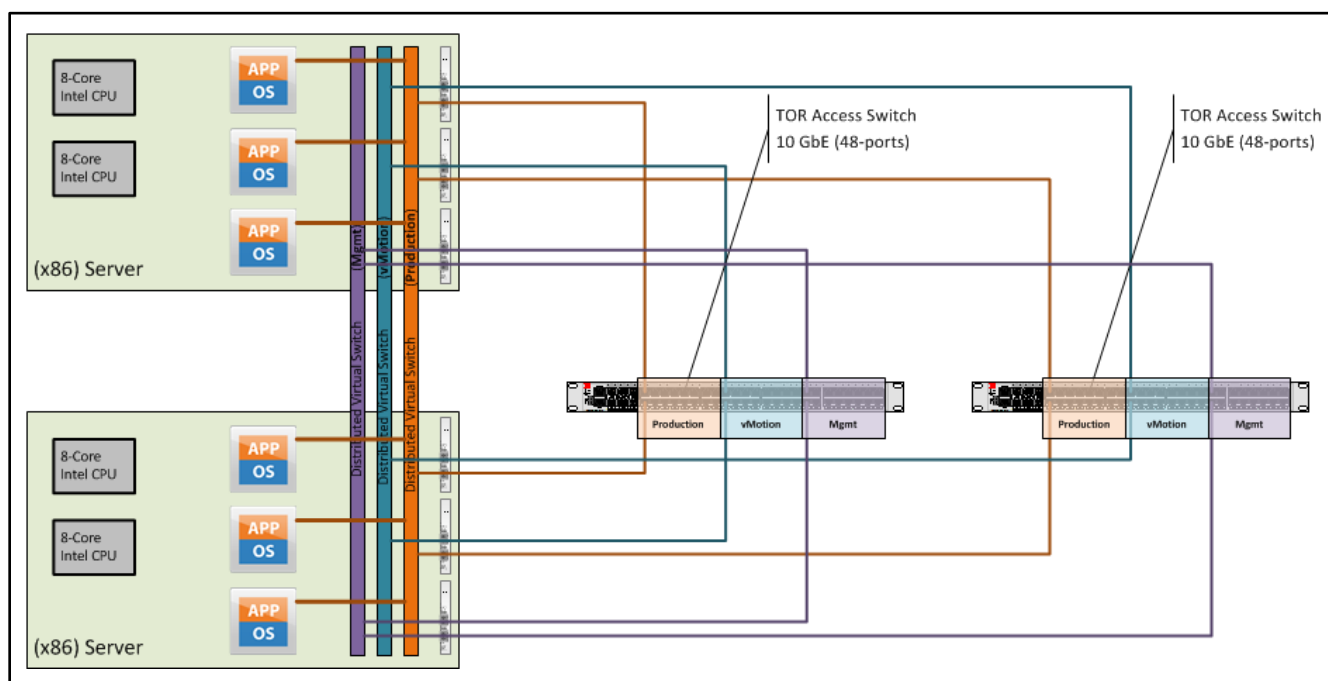 8-Core
Intel CPU
8-Core
Intel CPU
APP
OS
APP
OS
APP
OS
(x86) Server
(Mgmt)
(vMotion)
(Production)
Distributed Virtual Switch
Distributed Virtual Switch
Distributed Virtual Switch
TOR Access Switch
10 GbE (48-ports)
TOR Access Switch
10 GbE (48-ports)
Production
vMotion
Mgmt
Production
vMotion
Mgmt
8-Core
Intel CPU
8-Core
Intel CPU
APP
OS
APP
OS
APP
OS
(x86) Server